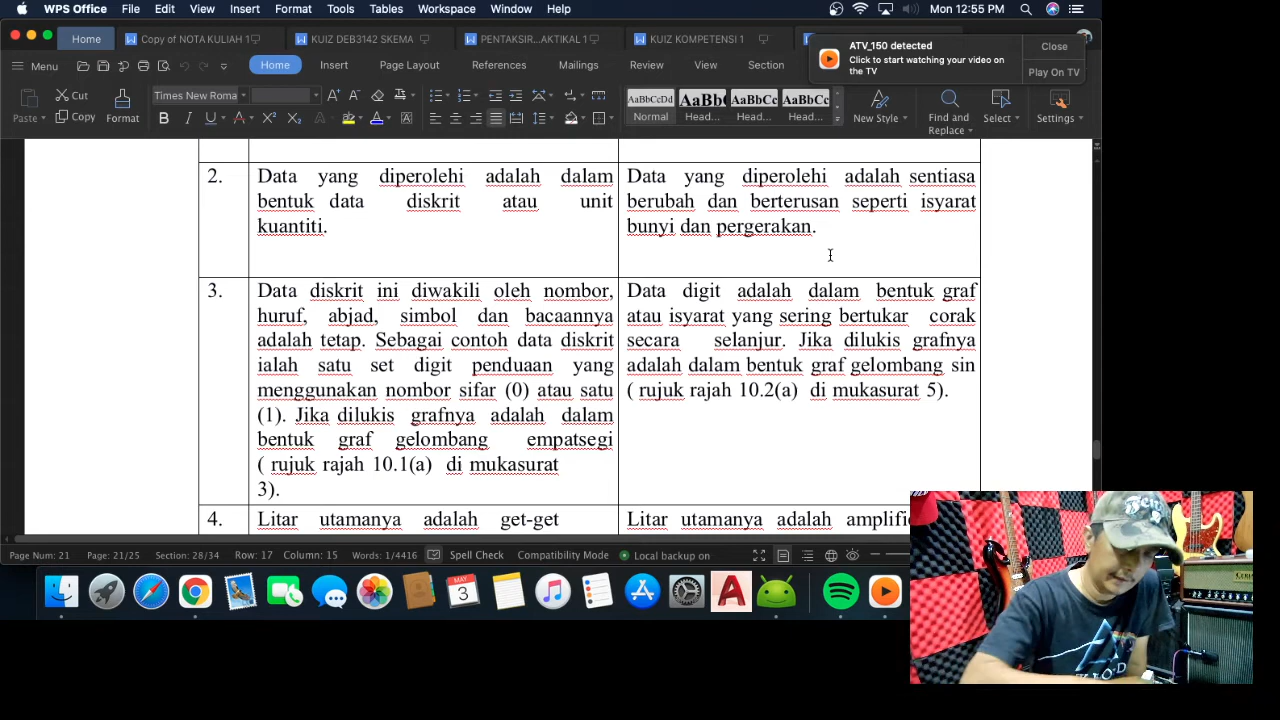 WPS Office File Edit View Insert Format Tools Tables Workspace Window Help Mon 12:55 PM
Home Copy of NOTA KULIAH 1 KUIZ DEB3142 SKEMA PENTAKSIR...AKTIKAL 1 KUIZ KOMPETENSI 1
ATV_150 detected
Click to start watching your video on
the TV
Close
Play On TV
Menu Home Insert Page Layout References Mailings Review View Section
Paste Cut Copy Format Times New Roma
AaBbCcDd AaBb AaBbCc AaBbCc
Normal Head... Head... Head... New Style Find and Replace Select Settings
2. Data yang diperolehi adalah dalam
bentuk data diskrit atau unit
kuantiti.
Data yang diperolehi adalah sentiasa
berubah dan berterusan seperti isyarat
bunyi dan pergerakan.
3. Data diskrit ini diwakili oleh nombor,
huruf, abjad, simbol dan bacaannya
adalah tetap. Sebagai contoh data diskrit
ialah satu set digit penduaan yang
menggunakan nombor sifar (0) atau satu
(1). Jika dilukis grafnya adalah dalam
bentuk graf gelombang empatsegi
( rujuk rajah 10.1(a) di mukasurat
3).
Data digit adalah dalam bentuk graf
atau isyarat yang sering bertukar corak
secara selanjur. Jika dilukis grafnya
adalah dalam bentuk graf gelombang sin
( rujuk rajah 10.2(a) di mukasurat 5).
4. Litar utamanya adalah get-get
Litar utamanya adalah
Page Num: 21 Page: 21/25 Section: 28/34 Row: 17 Column: 15 Words: 1/4416 Spell Check Compatibility Mode Local backup on
MAY
3